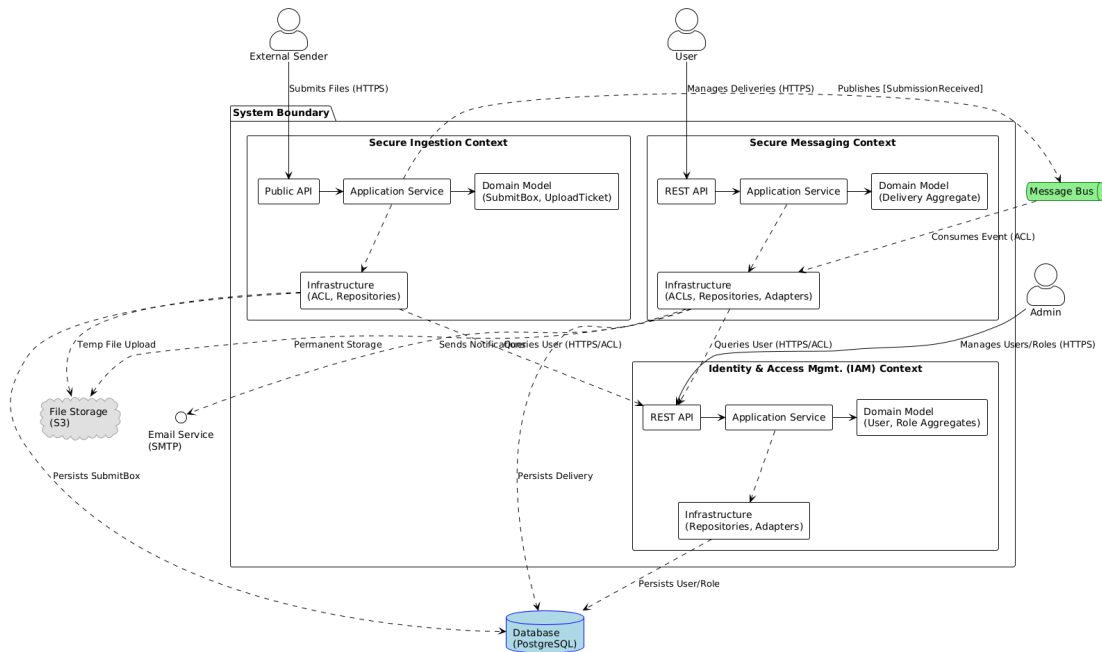 External Sender
User
Submits Files (HTTPS)
Manages Deliveries (HTTPS)
Publishes [SubmissionReceived]
System Boundary
Secure Ingestion Context
Secure Messaging Context
Public API
Application Service
Domain Model
(SubmitBox, UploadTicket)
REST API
Application Service
Domain Model
(Delivery Aggregate)
Message Bus
Consumes Event (ACL)
Infrastructure
(ACL, Repositories)
Infrastructure
(ACLs, Repositories, Adapters)
Admin
Temp File Upload
Permanent Storage
Sends Notifications
Queries User (HTTPS/ACL)
Queries User (HTTPS/ACL)
Manages Users/Roles (HTTPS)
Identity & Access Mgmt. (IAM) Context
File Storage
(S3)
Email Service
(SMTP)
REST API
Application Service
Domain Model
(User, Role Aggregates)
Persists SubmitBox
Persists Delivery
Infrastructure
(Repositories, Adapters)
Persists User/Role
Database
(PostgreSQL)